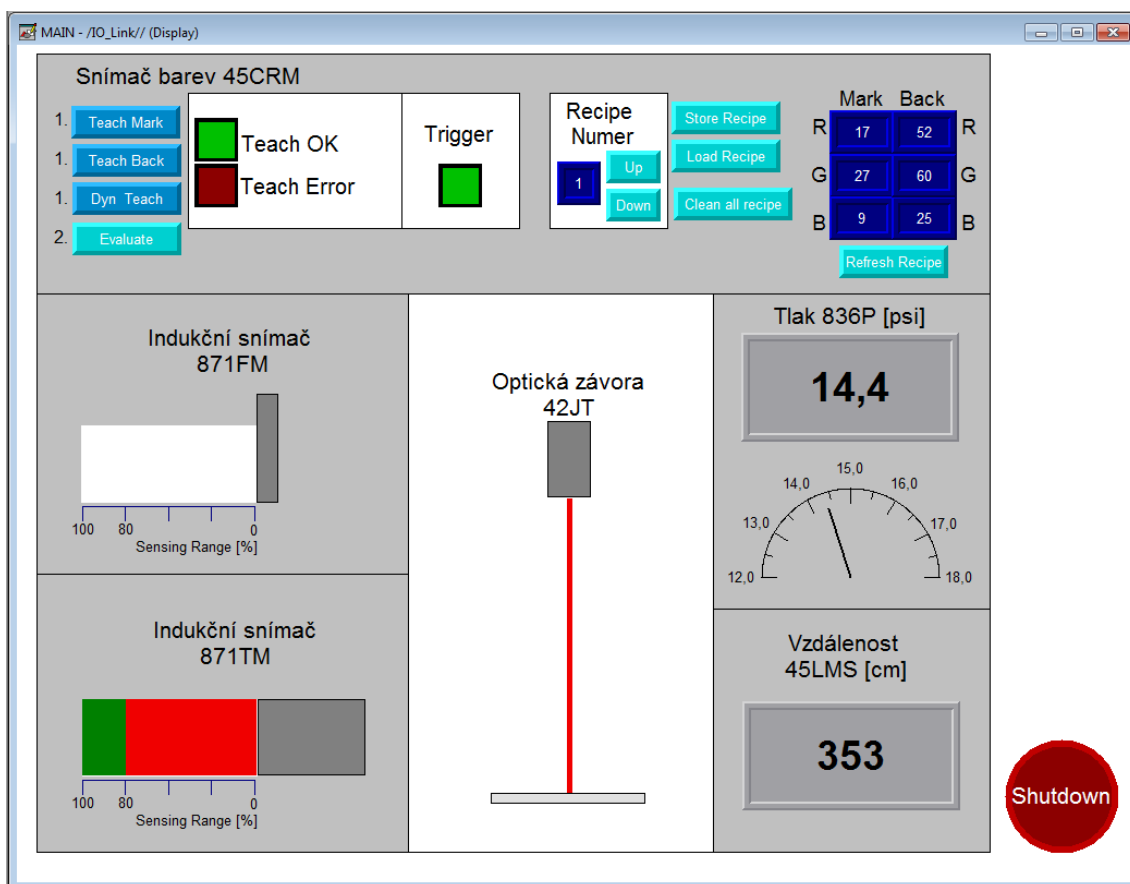 MAIN - /IO_Link// (Display)
Snímač barev 45CRM
1. Teach Mark
1. Teach Back
1. Dyn Teach
2. Evaluate
Teach OK
Teach Error
Trigger
Recipe
Numer
1
Up
Down
Store Recipe
Load Recipe
Clean all recipe
Mark Back
R 17 52 R
G 27 60 G
B 9 25 B
Refresh Recipe
Indukční snímač
871FM
100 80 0
Sensing Range [%]
Indukční snímač
871TM
100 80 0
Sensing Range [%]
Optická závora
42JT
Tlak 836P [psi]
14,4
12,0 13,0 14,0 15,0 16,0 17,0 18,0
Vzdálenost
45LMS [cm]
353
Shutdown